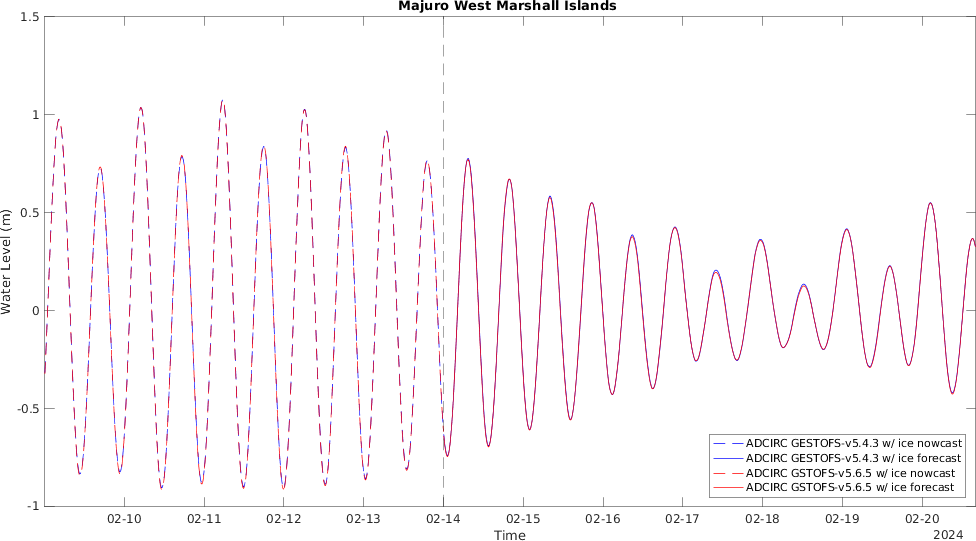 Majuro West Marshall Islands
1.5
1
0.5
0
-0.5
-1
Water Level (m)
ADCIRC GESTOFS-v5.4.3 w/ ice nowcast
ADCIRC GESTOFS-v5.4.3 w/ ice forecast
ADCIRC GSTOFS-v5.6.5 w/ ice nowcast
ADCIRC GSTOFS-v5.6.5 w/ ice forecast
02-10 02-11 02-12 02-13 02-14 02-15 02-16 02-17 02-18 02-19 02-20
Time 2024